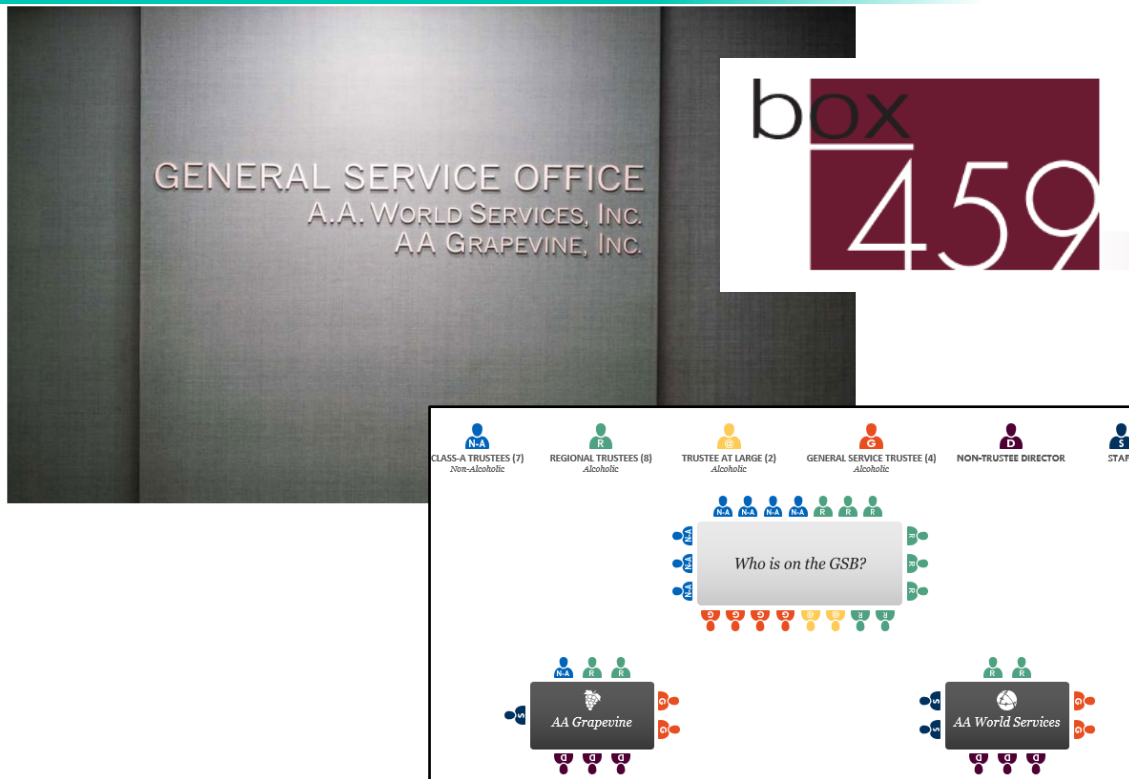 GENERAL SERVICE OFFICE
A.A. WORLD SERVICES, INC.
AA GRAPEVINE, INC.
box
459
N-A
R
@
G
D
S
CLASS-A TRUSTEES (7)
Non-Alcoholic
REGIONAL TRUSTEES (8)
Alcoholic
TRUSTEE AT LARGE (2)
Alcoholic
GENERAL SERVICE TRUSTEE (4)
Alcoholic
NON-TRUSTEE DIRECTOR
N-A N-A N-A N-A R R R
N-A
N-A
N-A
Who is on the GSB?
R
R
G G G G @ @ R R
N-A R R
S
AA Grapevine
G
G
D D D
R R
S
S
AA World Services
G
G
D D D